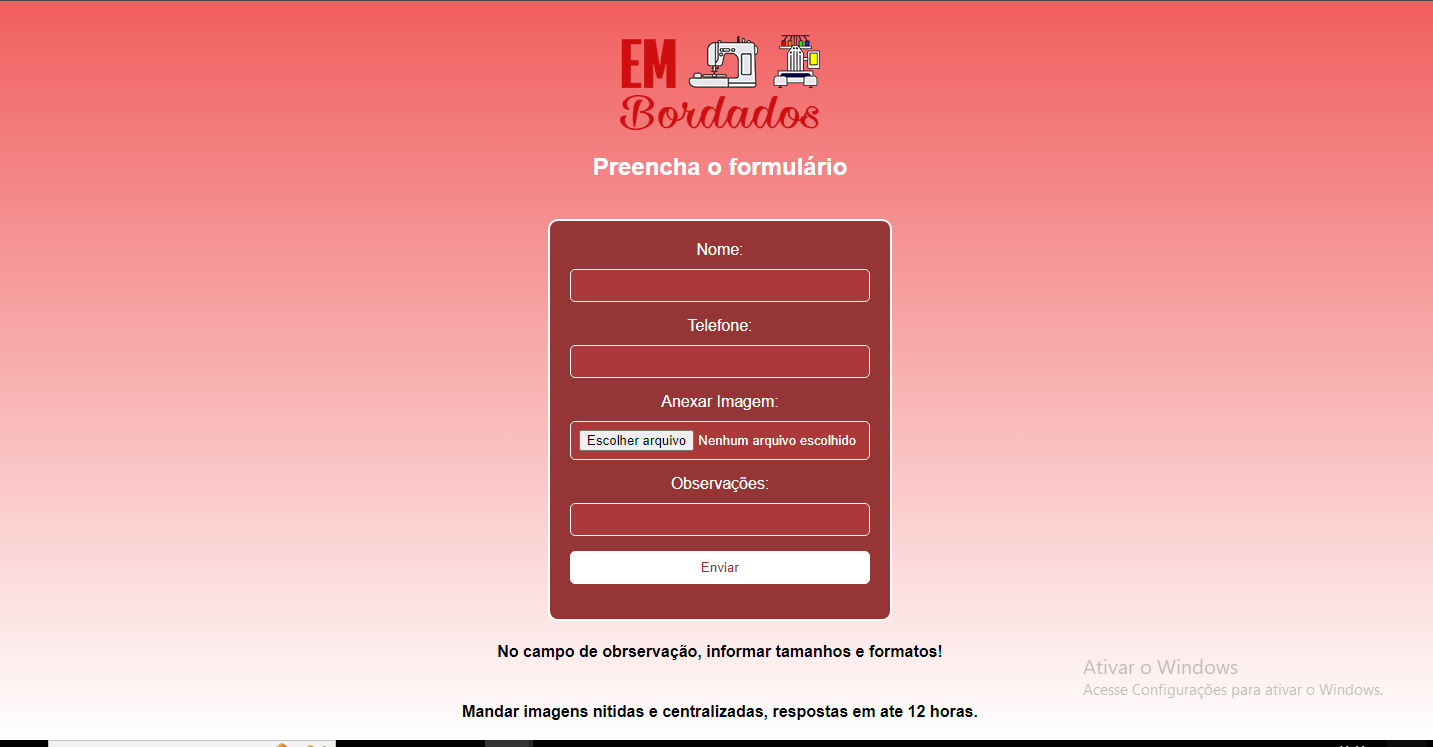 EM
Bordados
Preencha o formulário
Nome:
Telefone:
Anexar Imagem:
Escolher arquivo Nenhum arquivo escolhido
Observações:
Enviar
No campo de obrservação, informar tamanhos e formatos!
Ativar o Windows
Acesse Configurações para ativar o Windows.
Mandar imagens nitidas e centralizadas, respostas em ate 12 horas.